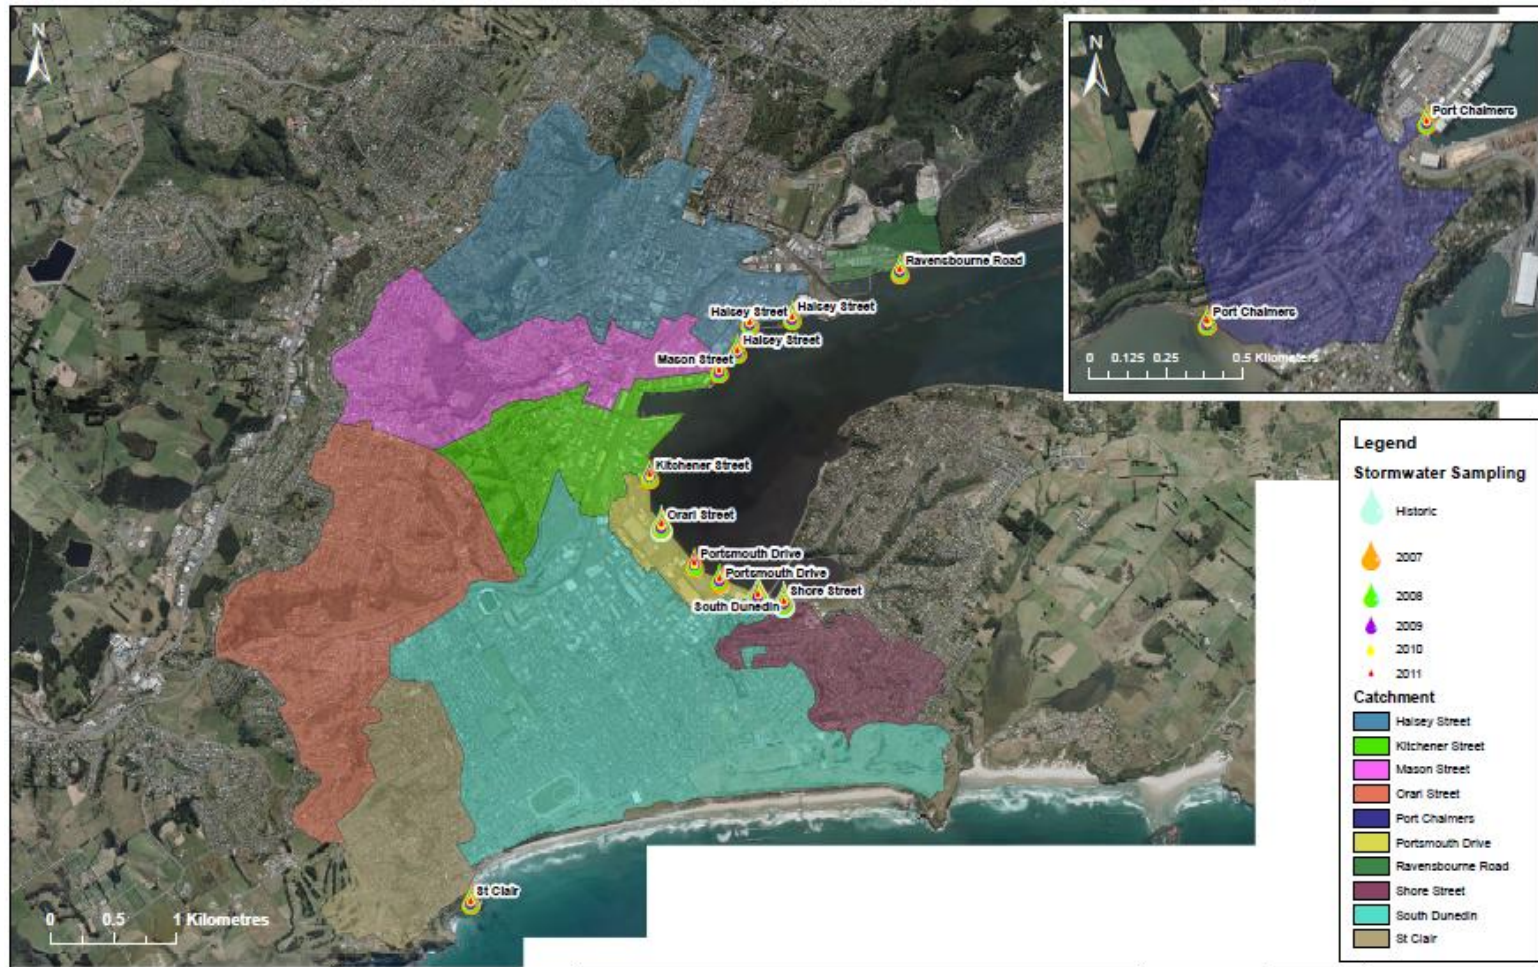 N
N
Port Chalmers
Port Chalmers
0 0.125 0.25 0.5 Kilometers
Ravensbourne Road
Halsey Street
Halsey Street
Halsey Street
Mason Street
Kitchener Street
Orari Street
Portsmouth Drive
Portsmouth Drive
Shore Street
South Dunedin
St Clair
0 0.5 1 Kilometres
Legend
Stormwater Sampling
Historic
2007
2008
2009
2010
2011
Catchment
Halsey Street
Kitchener Street
Mason Street
Orari Street
Port Chalmers
Portsmouth Drive
Ravensbourne Road
Shore Street
South Dunedin
St Clair